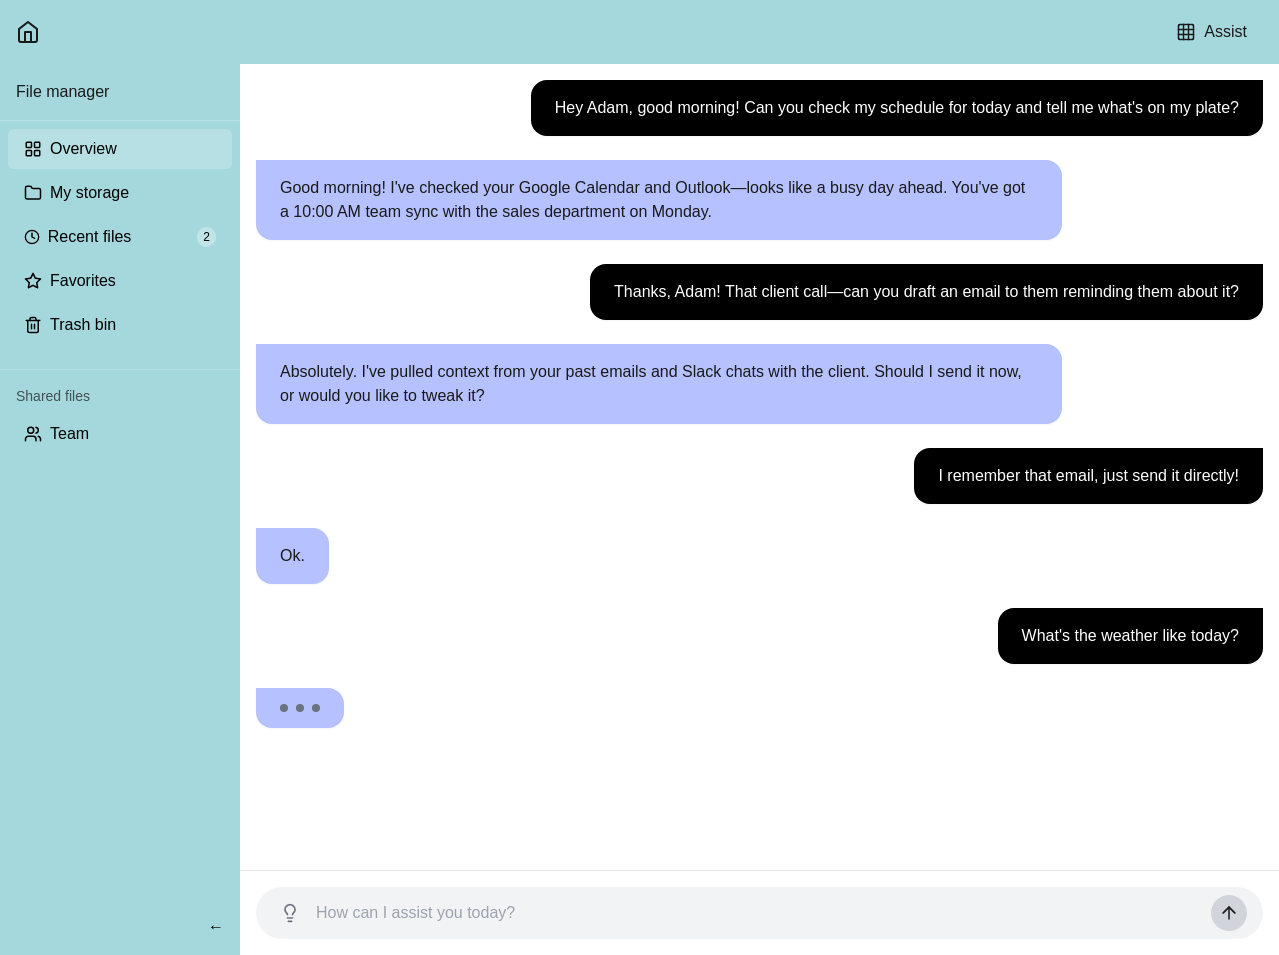 Assist
File manager
Overview
My storage
Recent files 2
Favorites
Trash bin
Shared files
Team
←
Hey Adam, good morning! Can you check my schedule for today and tell me what's on my plate?
Good morning! I've checked your Google Calendar and Outlook—looks like a busy day ahead. You've got
a 10:00 AM team sync with the sales department on Monday.
Thanks, Adam! That client call—can you draft an email to them reminding them about it?
Absolutely. I've pulled context from your past emails and Slack chats with the client. Should I send it now,
or would you like to tweak it?
I remember that email, just send it directly!
Ok.
What's the weather like today?
How can I assist you today?